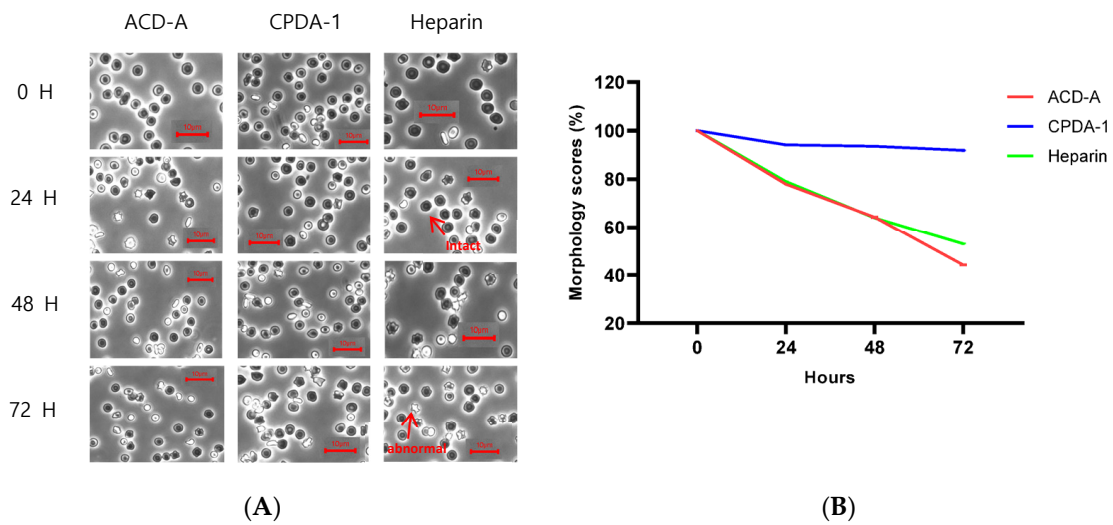 ACD-A CPDA-1 Heparin
0 H
10μm 10μm 10μm
24 H
10μm 10μm 10μm
Intact
48 H
10μm 10μm 10μm
72 H
10μm 10μm 10μm
abnormal
(A)
Morphology scores (%)
120
100
80
60
40
20
0 24 48 72
Hours
ACD-A
CPDA-1
Heparin
(B)